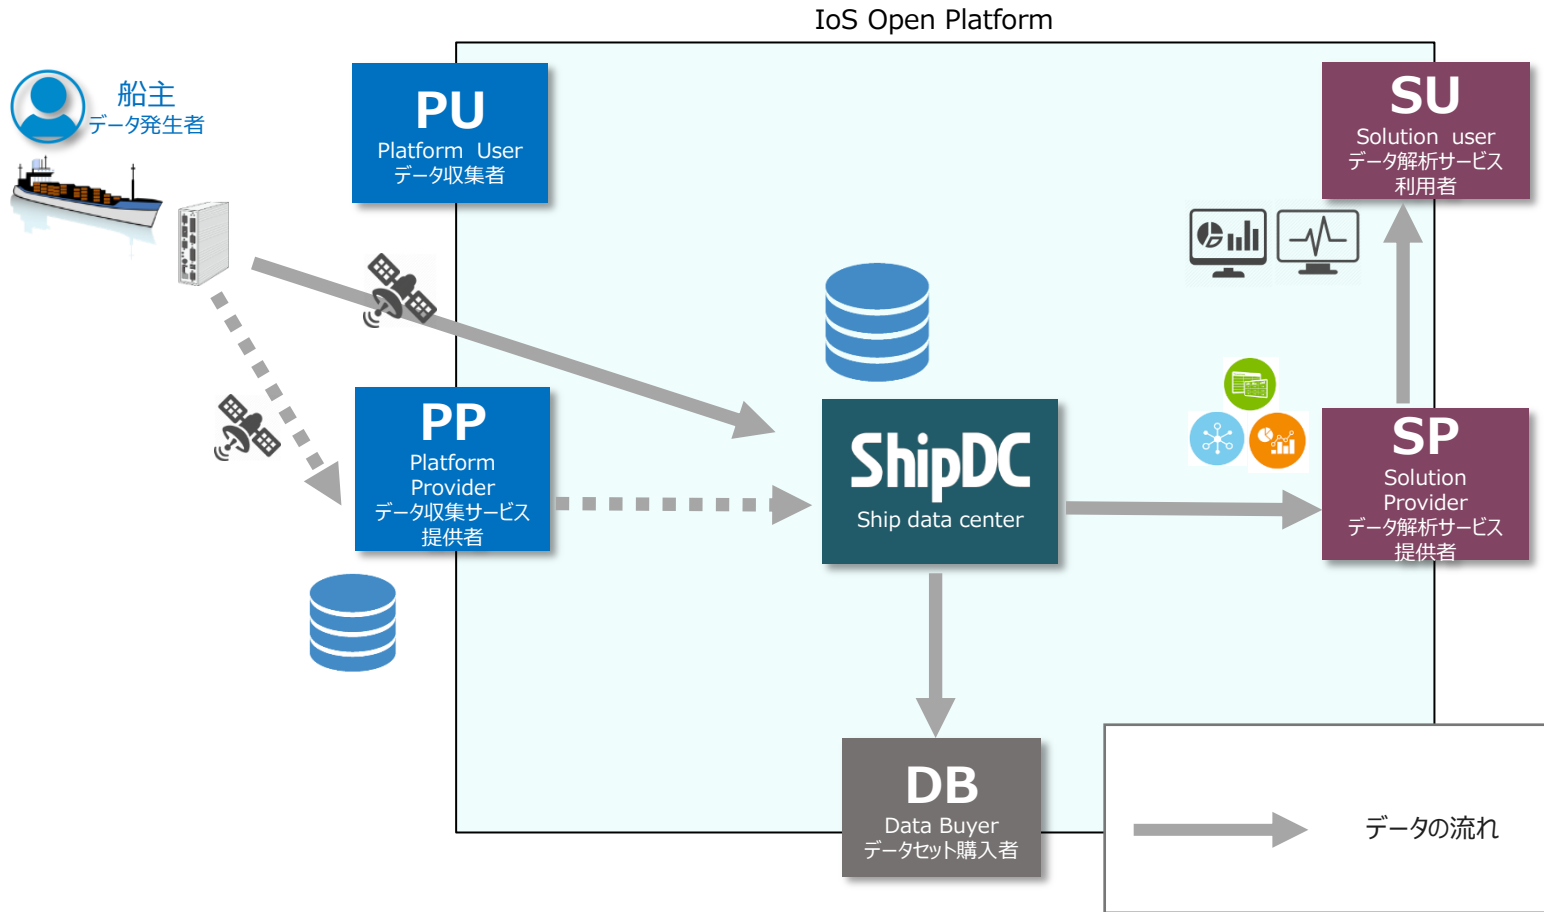 IoS Open Platform
船主
データ発生者
PU
Platform User
データ収集者
SU
Solution user
データ解析サービス
利用者
PP
Platform
Provider
データ収集サービス
提供者
ShipDC
Ship data center
SP
Solution
Provider
データ解析サービス
提供者
DB
Data Buyer
データセット購入者
データの流れ